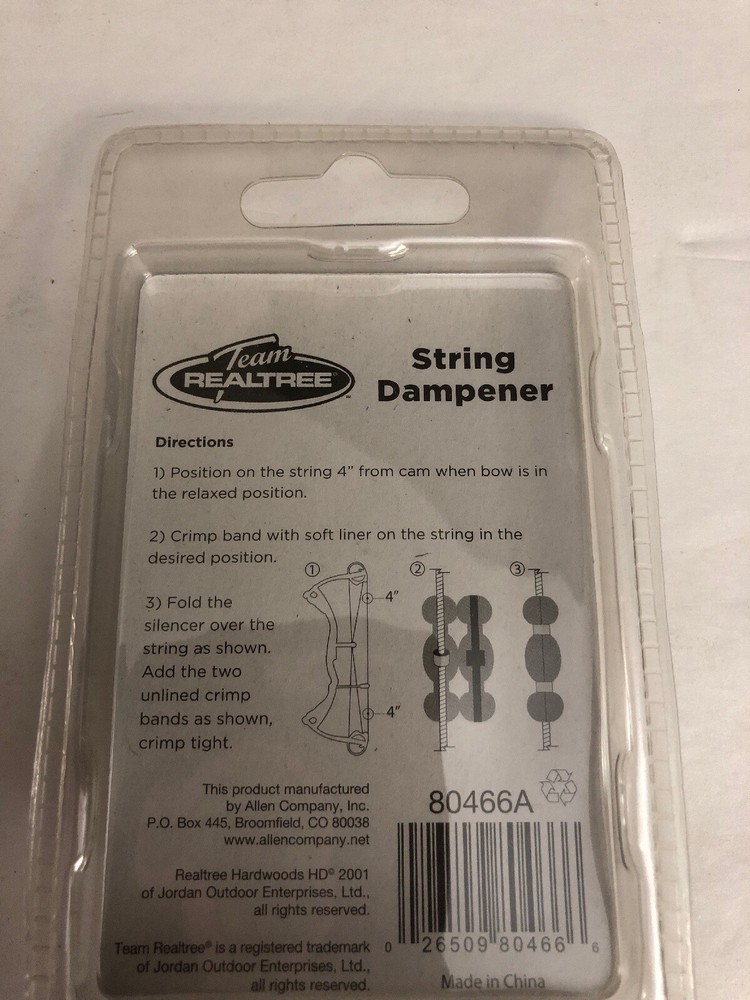 Team
REALTREE
String
Dampener
Directions
1) Position on the string 4” from cam when bow is in
the relaxed position.
2) Crimp band with soft liner on the string in the
desired position.
3) Fold the
silencer over the
string as shown.
Add the two
unlined crimp
bands as shown,
crimp tight.
1
4”
4”
2
3
This product manufactured
by Allen Company, Inc.
P.O. Box 445, Broomfield, CO 80038
www.allencompany.net
Realtree Hardwoods HD© 2001
of Jordan Outdoor Enterprises, Ltd.,
all rights reserved.
Team Realtree® is a registered trademark
of Jordan Outdoor Enterprises, Ltd.,
all rights reserved.
80466A
0 26509 80466 6
Made in China